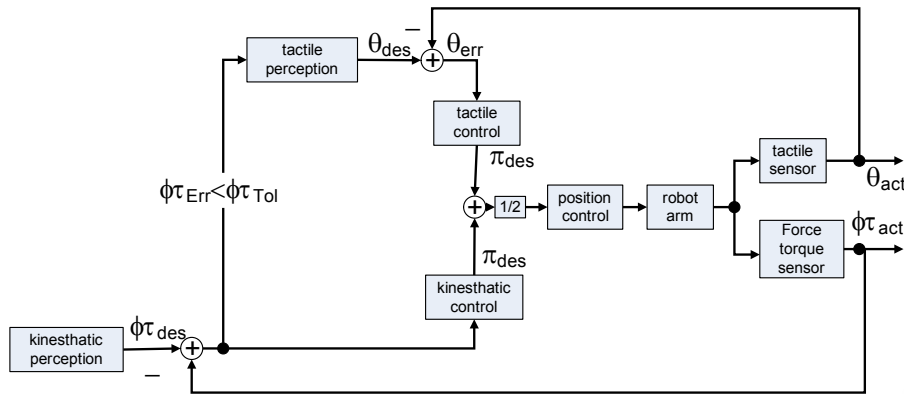 −
θdes
θerr
tactile
perception
tactile
control
πdes
tactile
sensor
θact
ϕτErr<ϕτTol
+
+
1/2
position
control
robot
arm
Force
torque
sensor
ϕτact
πdes
kinesthatic
control
kinesthatic
perception
ϕτdes
+
−